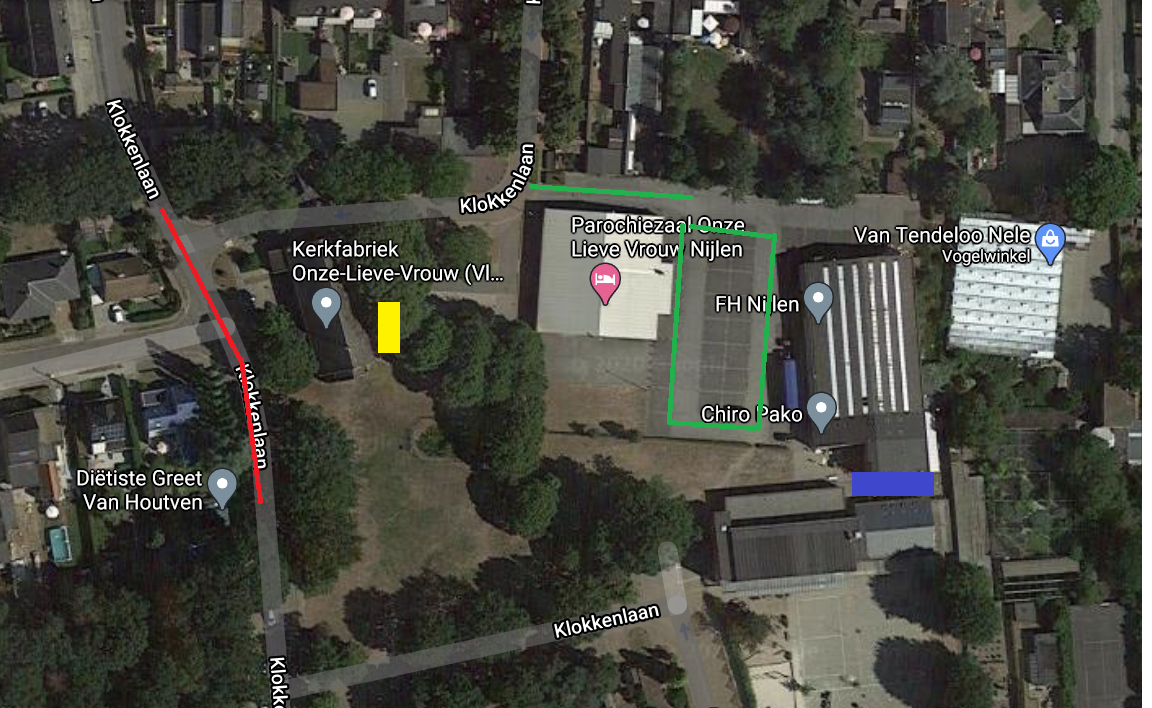 Klokkenlaan
Klokkenlaan
Parochiezaal Onze
Lieve Vrouw Nijlen
Kerkfabriek
Onze-Lieve-Vrouw (Vl...
Van Tendeloo Nele
Vogelwinkel
FH Nijlen
Klokkenlaan
Chiro Pako
Diëtiste Greet
Van Houtven
Klokkenlaan